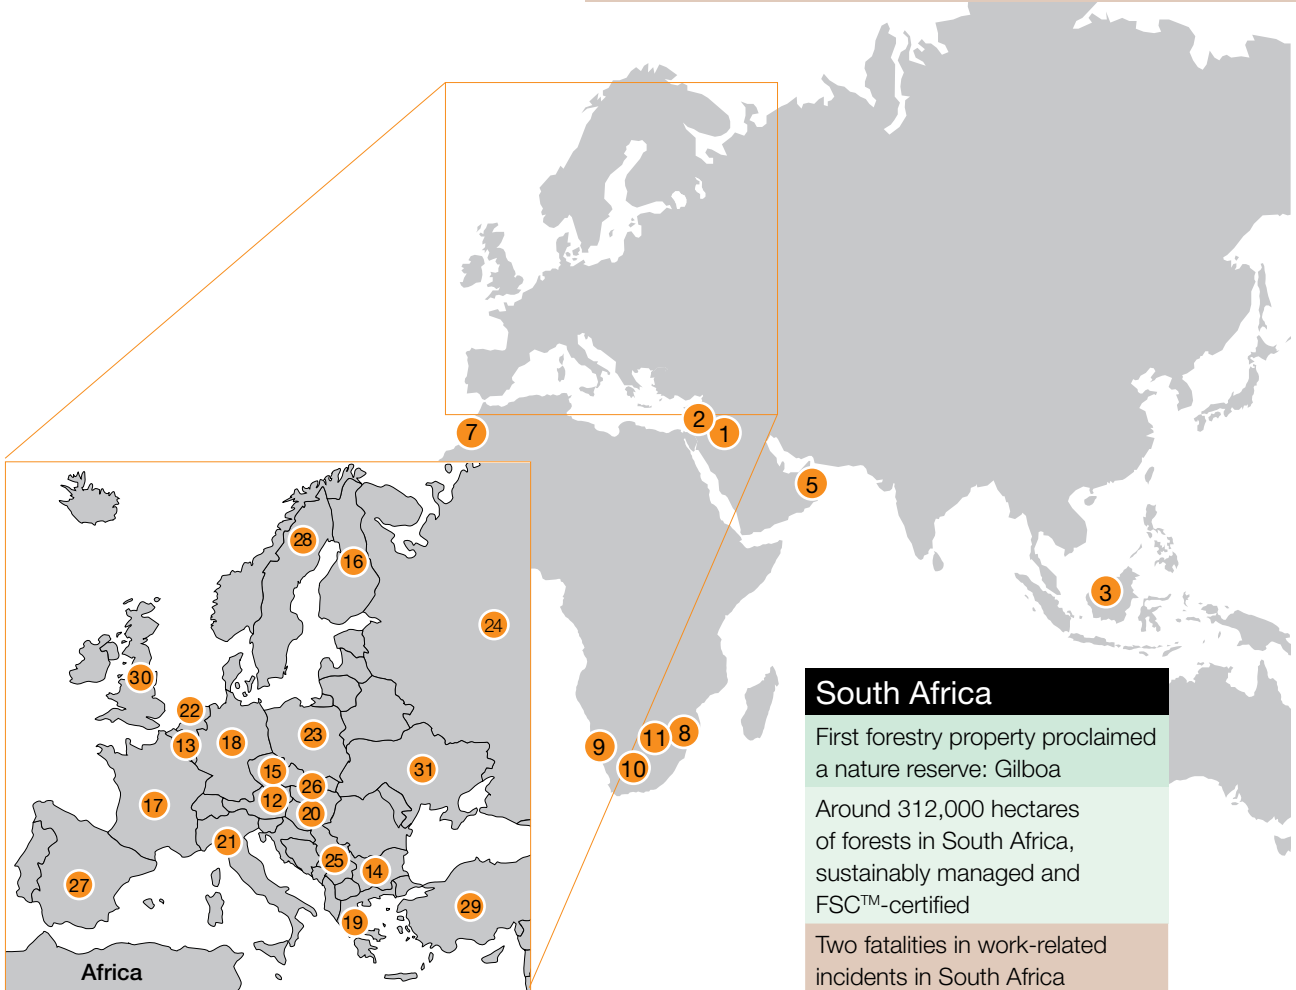 2
7
1
5
3
8
11
9
10
28
16
24
30
22
23
13
18
15
31
26
12
17
20
21
25
14
27
29
19
Africa
South Africa
First forestry property proclaimed
a nature reserve: Gilboa
Around 312,000 hectares
of forests in South Africa,
sustainably managed and
FSC™-certified
Two fatalities in work-related
incidents in South Africa